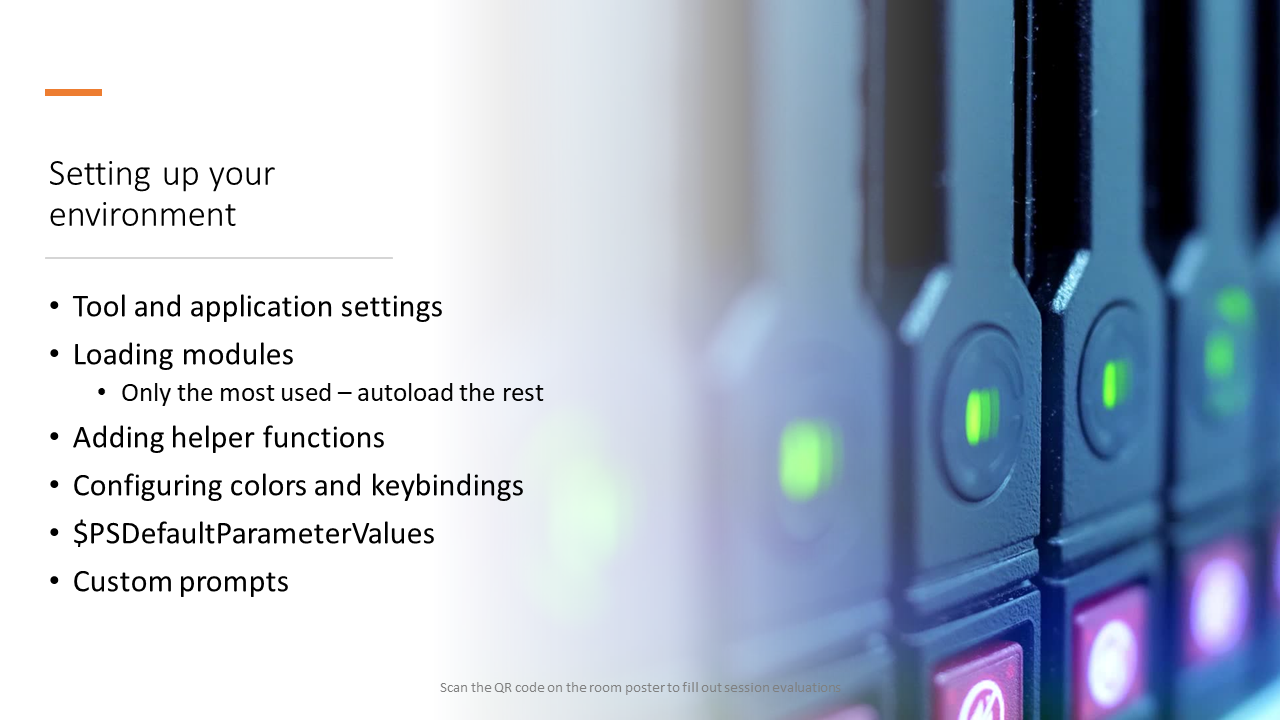 Setting up your
environment
• Tool and application settings
• Loading modules
• Only the most used – autoload the rest
• Adding helper functions
• Configuring colors and keybindings
• $PSDefaultParameterValues
• Custom prompts
Scan the QR code on the room poster to fill out session evaluations.